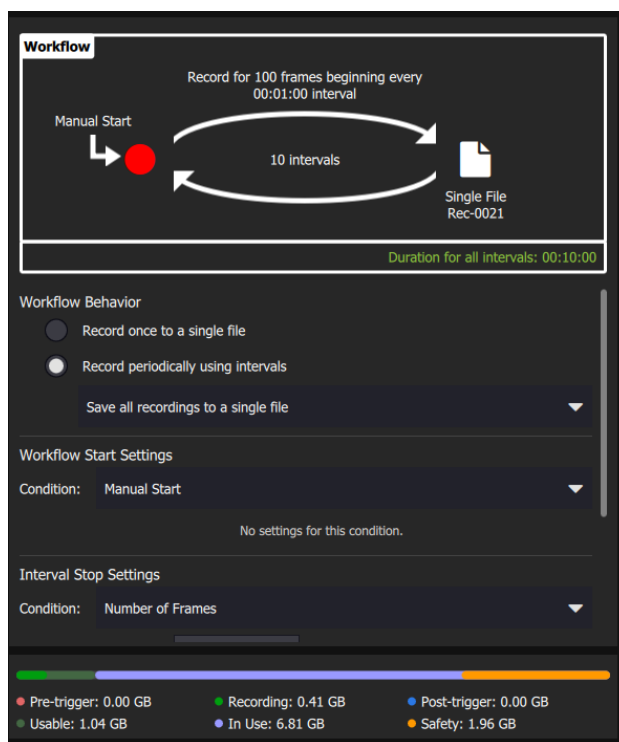 Workflow
Record for 100 frames beginning every
00:01:00 interval
Manual Start
10 intervals
Single File
Rec-0021
Duration for all intervals: 00:10:00
Workflow Behavior
Record once to a single file
Record periodically using intervals
Save all recordings to a single file
Workflow Start Settings
Condition: Manual Start
No settings for this condition.
Interval Stop Settings
Condition: Number of Frames
Pre-trigger: 0.00 GB Recording: 0.41 GB Post-trigger: 0.00 GB
Usable: 1.04 GB In Use: 6.81 GB Safety: 1.96 GB